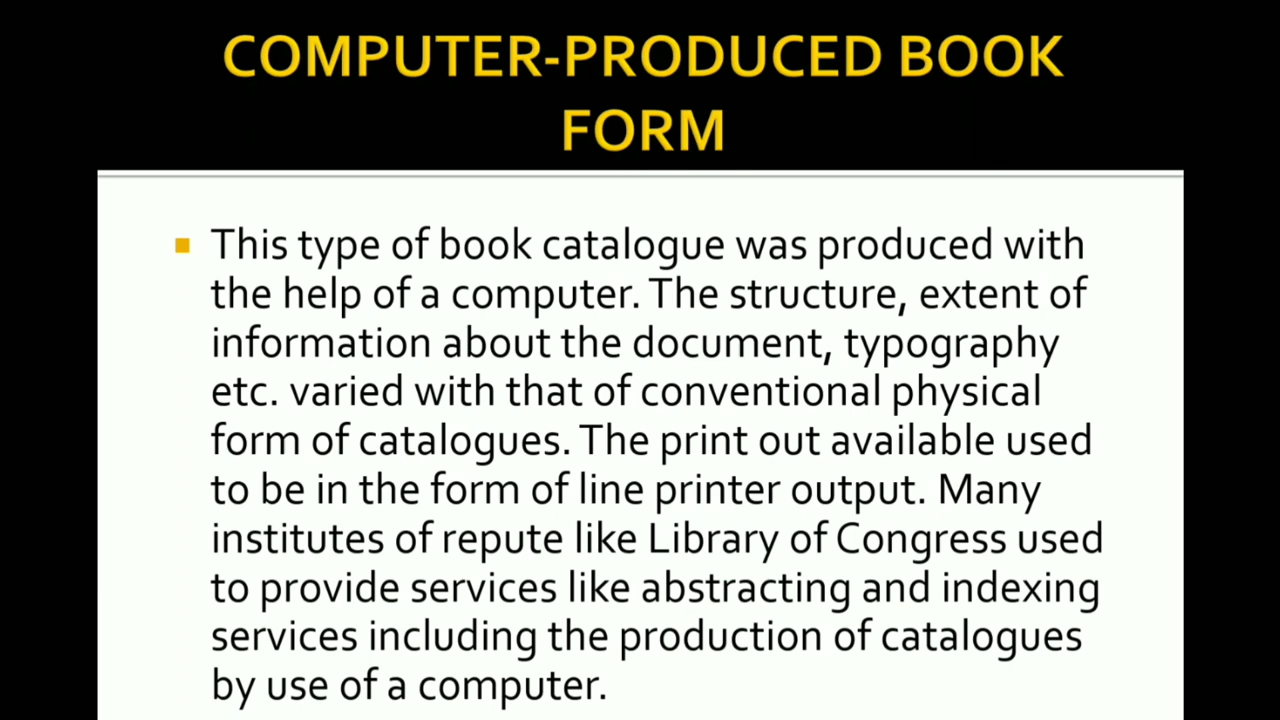 COMPUTER-PRODUCED BOOK
FORM
This type of book catalogue was produced with
the help of a computer. The structure, extent of
information about the document, typography
etc. varied with that of conventional physical
form of catalogues. The print out available used
to be in the form of line printer output. Many
institutes of repute like Library of Congress used
to provide services like abstracting and indexing
services including the production of catalogues
by use of a computer.